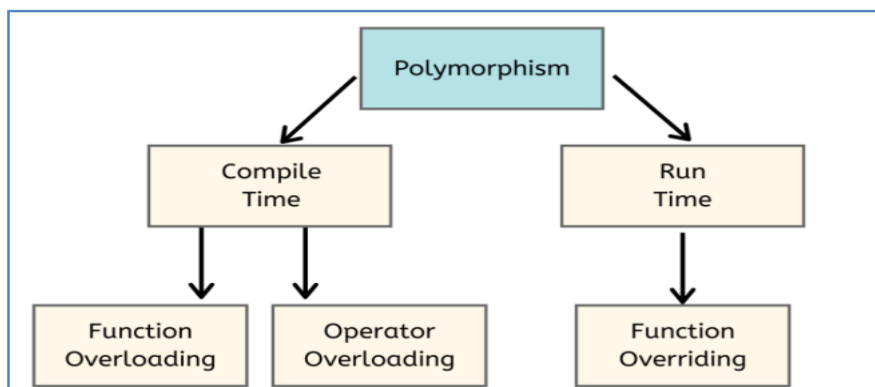 Polymorphism
Compile
Time
Run
Time
Function
Overloading
Operator
Overloading
Function
Overriding